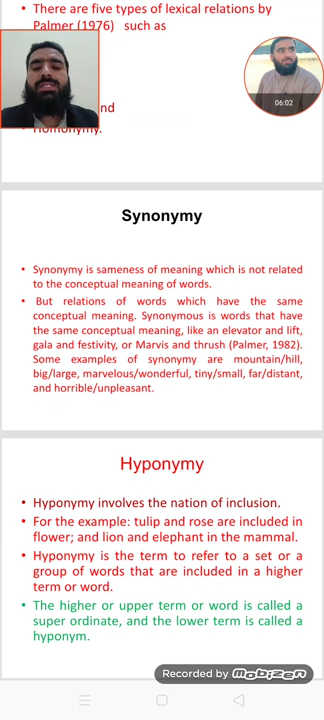 There are five types of lexical relations by
Palmer (1976) such as
nd
Homonymy.
06:02
Synonymy
Synonymy is sameness of meaning which is not related
to the conceptual meaning of words.
But relations of words which have the same
conceptual meaning. Synonymous is words that have
the same conceptual meaning, like an elevator and lift,
gala and festivity, or Marvis and thrush (Palmer, 1982).
Some examples of synonymy are mountain/hill,
big/large, marvelous/wonderful, tiny/small, far/distant,
and horrible/unpleasant.
Hyponymy
Hyponymy involves the nation of inclusion.
For the example: tulip and rose are included in
flower; and lion and elephant in the mammal.
Hyponymy is the term to refer to a set or a
group of words that are included in a higher
term or word.
The higher or upper term or word is called a
super ordinate, and the lower term is called a
hyponym.
Recorded by mobizen